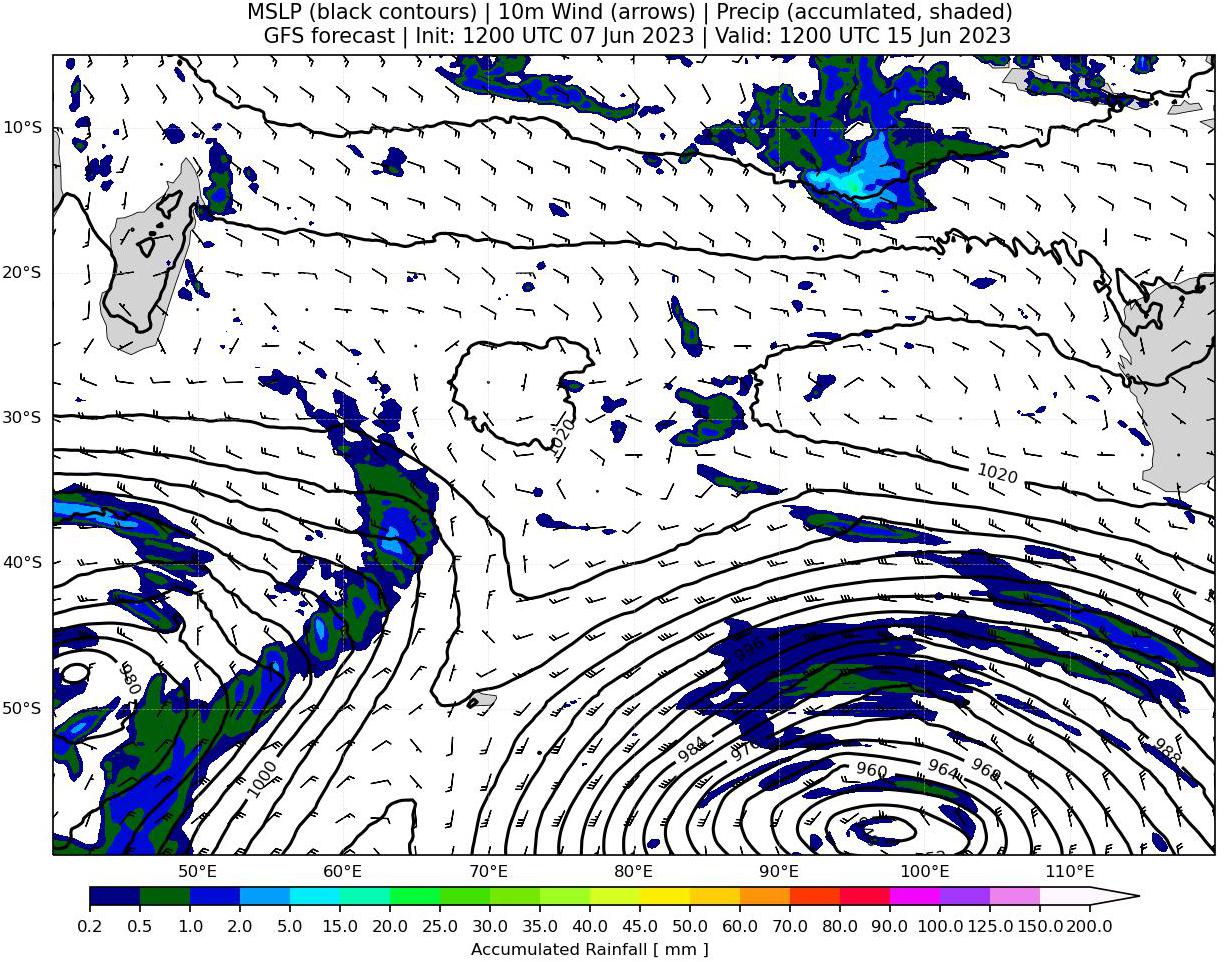 MSLP (black contours) | 10m Wind (arrows) | Precip (accumlated, shaded)
GFS forecast | Init: 1200 UTC 07 Jun 2023 | Valid: 1200 UTC 15 Jun 2023
10°S
20°S
30°S
1020
1020
40°S
996
980
50°S
984
976
988
1000
960
964
968
50°E 60°E 70°E 80°E 90°E 100°E 110°E
0.2 0.5 1.0 2.0 5.0 15.0 20.0 25.0 30.0 35.0 40.0 45.0 50.0 60.0 70.0 80.0 90.0 100.0 125.0 150.0 200.0
Accumulated Rainfall [ mm ]